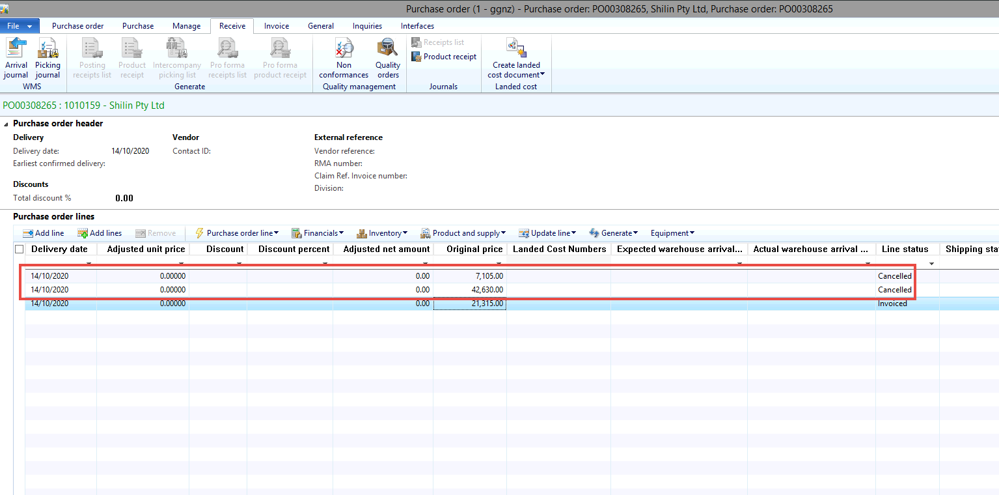 Purchase order (1 - ggnz) - Purchase order: PO00308265, Shilin Pty Ltd, Purchase order: PO00308265
File Purchase order Purchase Manage Receive Invoice General Inquiries Interfaces
Arrival journal
Picking journal
WMS
Posting receipts list
Product receipt
Intercompany picking list
Pro forma receipts list
Pro forma product receipt
Generate
Non conformances
Quality orders
Quality management
Receipts list
Product receipt
Journals
Create landed cost document
Landed cost
PO00308265 : 1010159 - Shilin Pty Ltd
Purchase order header
Delivery Vendor External reference
Delivery date: 14/10/2020 Contact ID: Vendor reference:
Earliest confirmed delivery: RMA number:
Claim Ref. Invoice number:
Discounts Division:
Total discount % 0.00
Purchase order lines
Add line Add lines Remove Purchase order line Financials Inventory Product and supply Update line Generate Equipment
Delivery date Adjusted unit price Discount Discount percent Adjusted net amount Original price Landed Cost Numbers Expected warehouse arrival... Actual warehouse arrival ... Line status Shipping sta
14/10/2020 0.00000 0.00 7,105.00 Cancelled
14/10/2020 0.00000 0.00 42,630.00 Cancelled
14/10/2020 0.00000 0.00 21,315.00 Invoiced